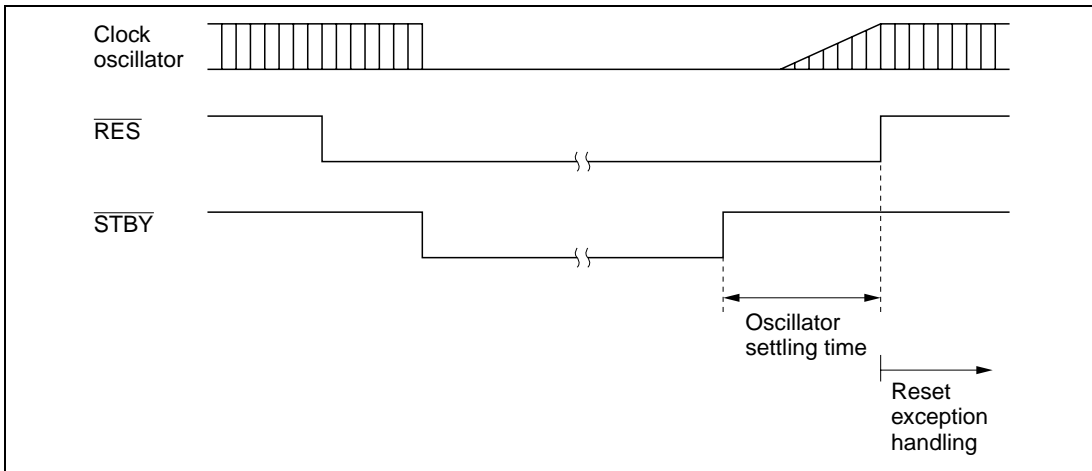 Clock
oscillator
RES
STBY
Oscillator
settling time
Reset
exception
handling